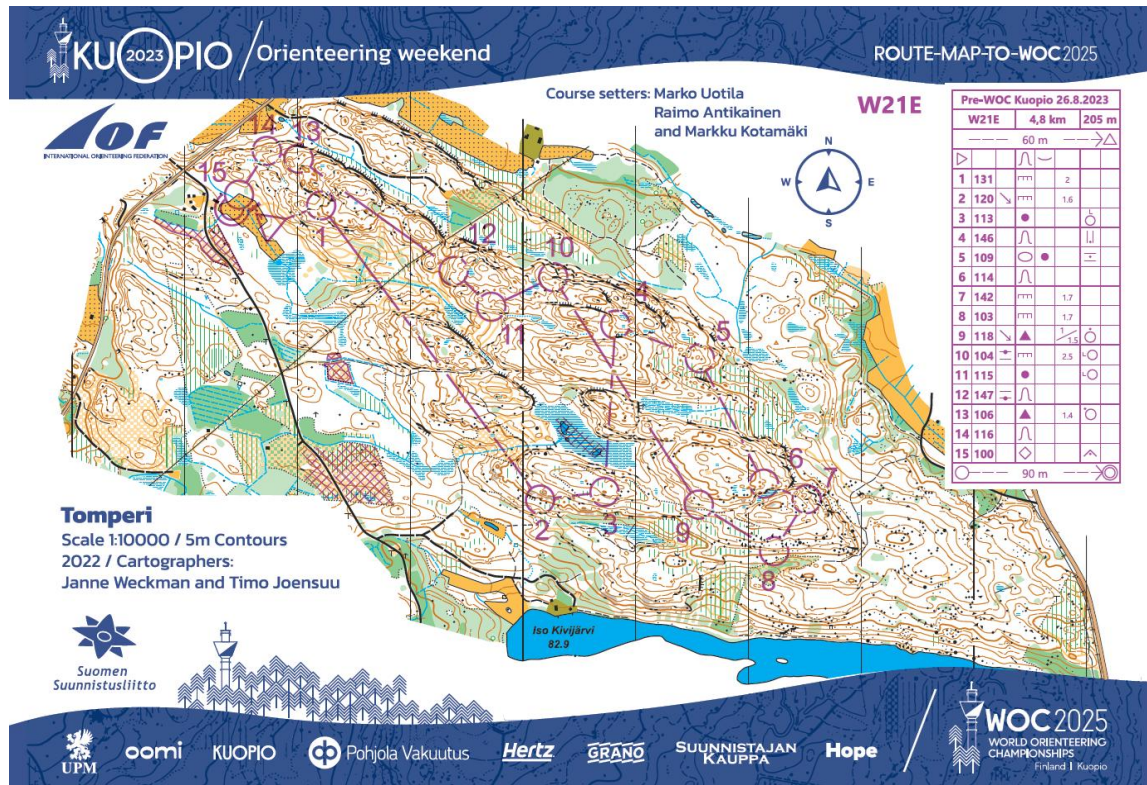 KUOPIO 2023 / Orienteering weekend
ROUTE-MAP-TO-WOC2025
IOF
INTERNATIONAL ORIENTEERING FEDERATION
Course setters: Marko Uotila
Raimo Antikainen
and Markku Kotamäki
W21E
N
W E
S
Pre-WOC Kuopio 26.8.2023
W21E 4,8 km 205 m
60 m
1 131 2
2 120 1.6
3 113
4 146
5 109
6 114
7 142 1.7
8 103 1.7
9 118 1/1.5
10 104 2.5
11 115
12 147
13 106 1.4
14 116
15 100
90 m
14
13
15
1
12
10
4
11
5
6
7
2
3
9
8
Tomperi
Scale 1:10000 / 5m Contours
2022 / Cartographers:
Janne Weckman and Timo Joensuu
Iso Kivijärvi
82.9
Suomen
Suunnistusliitto
UPM
oomi
KUOPIO
Pohjola Vakuutus
Hertz
GRANO
SUUNNISTAJAN
KAUPPA
Hope
WOC 2025
WORLD ORIENTEERING
CHAMPIONSHIPS
Finland | Kuopio